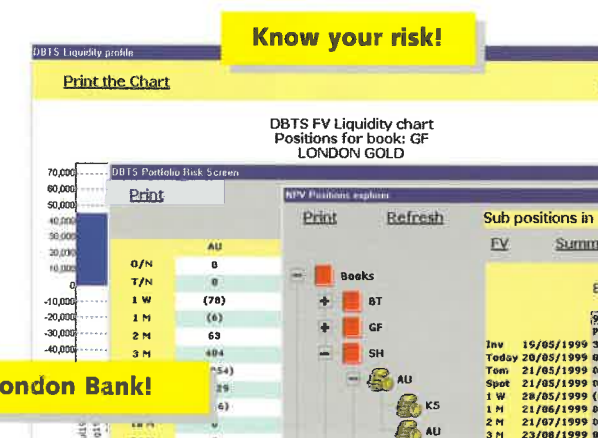 Know your risk!
DBTS Liquidity profile
Print the Chart
DBTS FV Liquidity chart
Positions for book: GF
LONDON GOLD
70,000
60,000
50,000
40,000
30,000
20,000
10,000
0
-10,000
-20,000
-30,000
-40,000
DBTS Portfolio Risk Screen
Print
AU
O/N 0
T/N 0
1 W (78)
1 M (6)
2 M 63
3 M 404
54)
29
6)
NPV Positions explorer
Print Refresh
Books
BT
GF
SH
AU
KS
AU
Sub positions in
FV Summ
Inv 15/05/1999 3
Today 20/05/1999
Tom 21/05/1999
Spot 21/05/1999
1 W 28/05/1999 (
1 M 21/06/1999
2 M 21/07/1999
3 M 23/08/1999
ondon Bank!